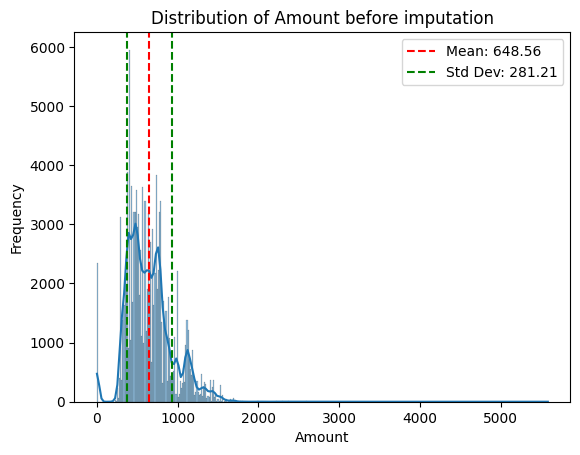 Distribution of Amount before imputation
Mean: 648.56
Std Dev: 281.21
Frequency
6000
5000
4000
3000
2000
1000
0
0 1000 2000 3000 4000 5000
Amount